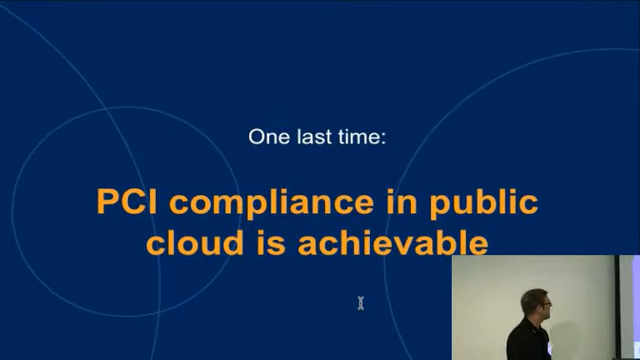 One last time:
PCI compliance in public
cloud is achievable